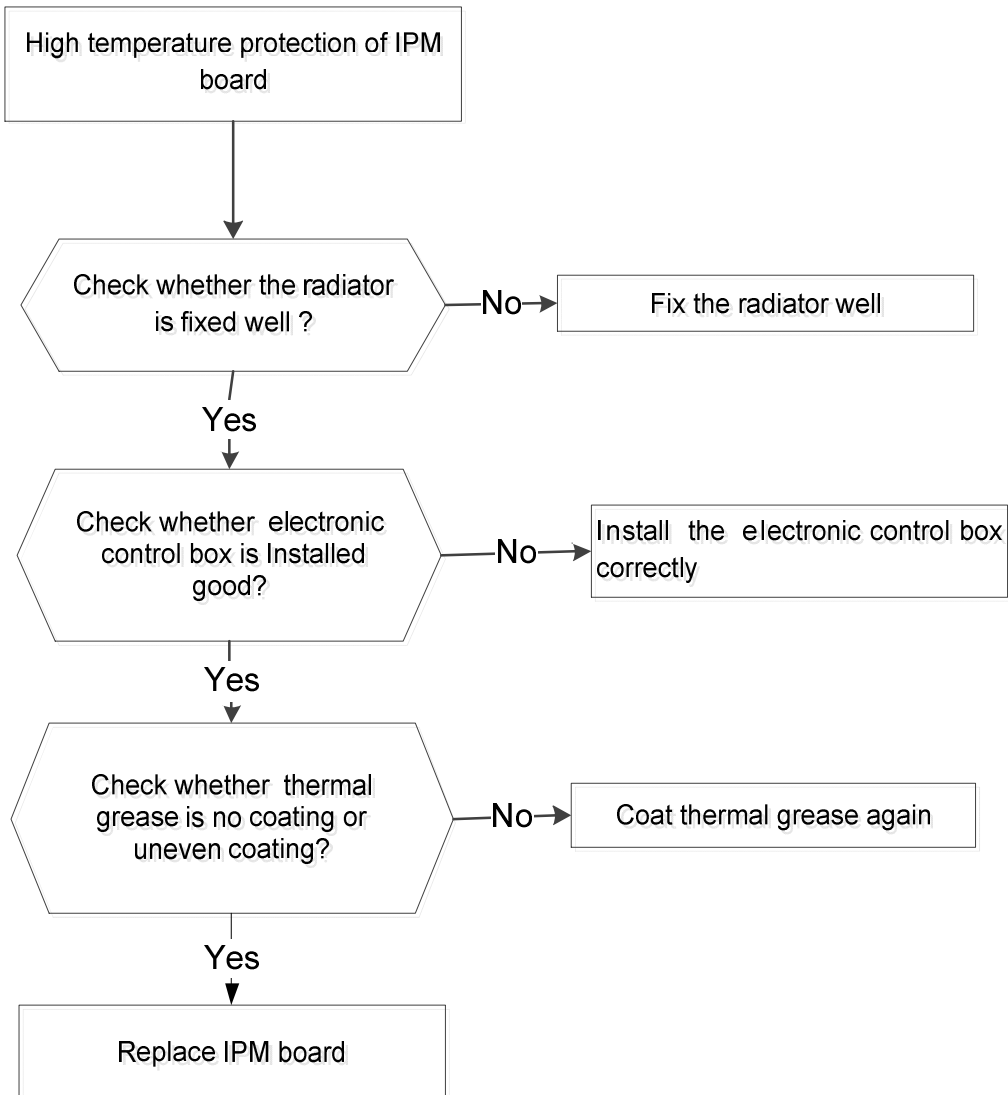 High temperature protection of IPM
board
Check whether the radiator
is fixed well ?
No
Fix the radiator well
Yes
Check whether electronic
control box is Installed
good?
No
Install the electronic control box
correctly
Yes
Check whether thermal
grease is no coating or
uneven coating?
No
Coat thermal grease again
Yes
Replace IPM board